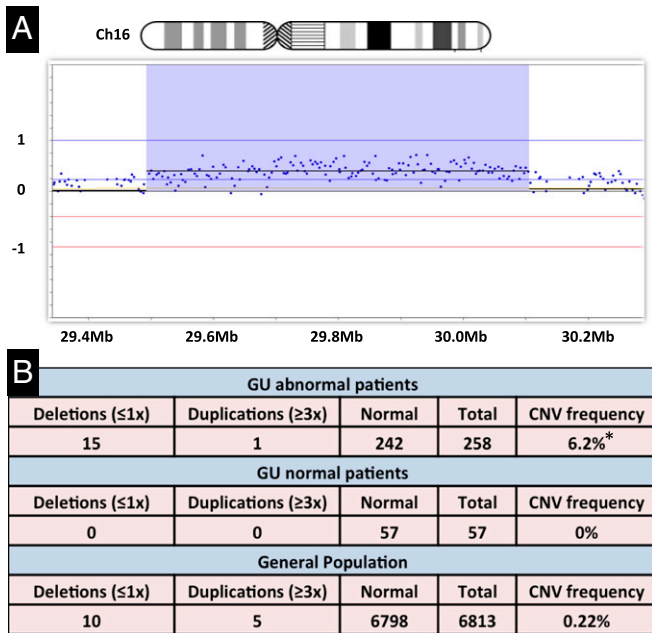 A
Ch16
1
0
-1
29.4Mb 29.6Mb 29.8Mb 30.0Mb 30.2Mb
B
GU abnormal patients
Deletions (≤1x) Duplications (≥3x) Normal Total CNV frequency
15 1 242 258 6.2%*
GU normal patients
Deletions (≤1x) Duplications (≥3x) Normal Total CNV frequency
0 0 57 57 0%
General Population
Deletions (≤1x) Duplications (≥3x) Normal Total CNV frequency
10 5 6798 6813 0.22%